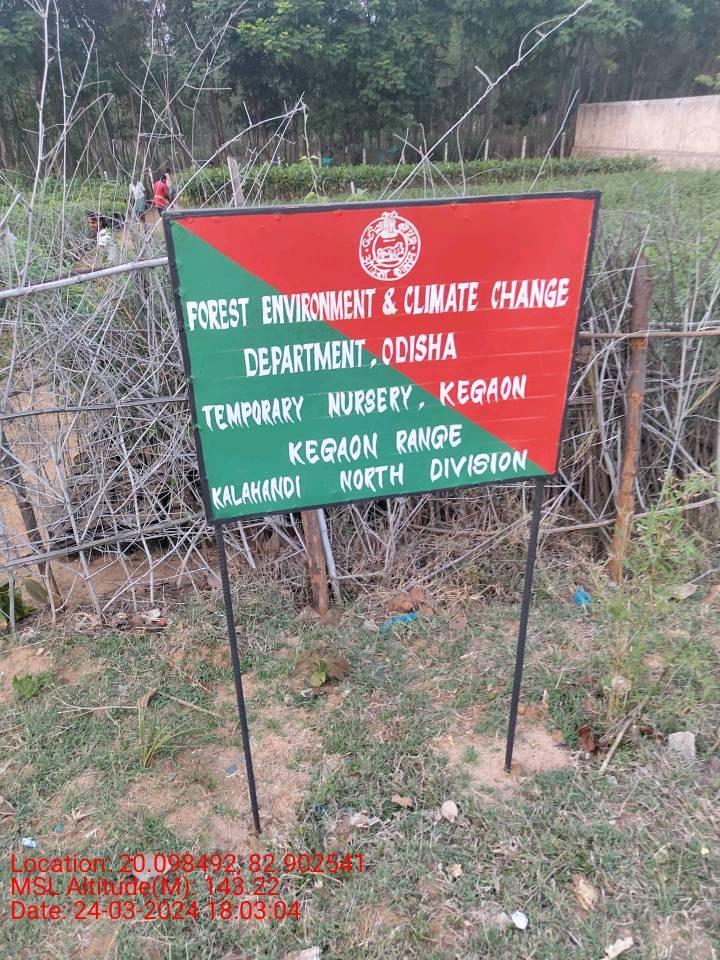 FOREST ENVIRONMENT & CLIMATE CHANGE
DEPARTMENT, ODISHA
TEMPORARY NURSERY, KEGAON
KEGAON RANGE
KALAHANDI NORTH DIVISION
Location: 20.098492, 82.902541
MSL Altitude(M): 143.22
Date: 24-03-2024 18:03:04